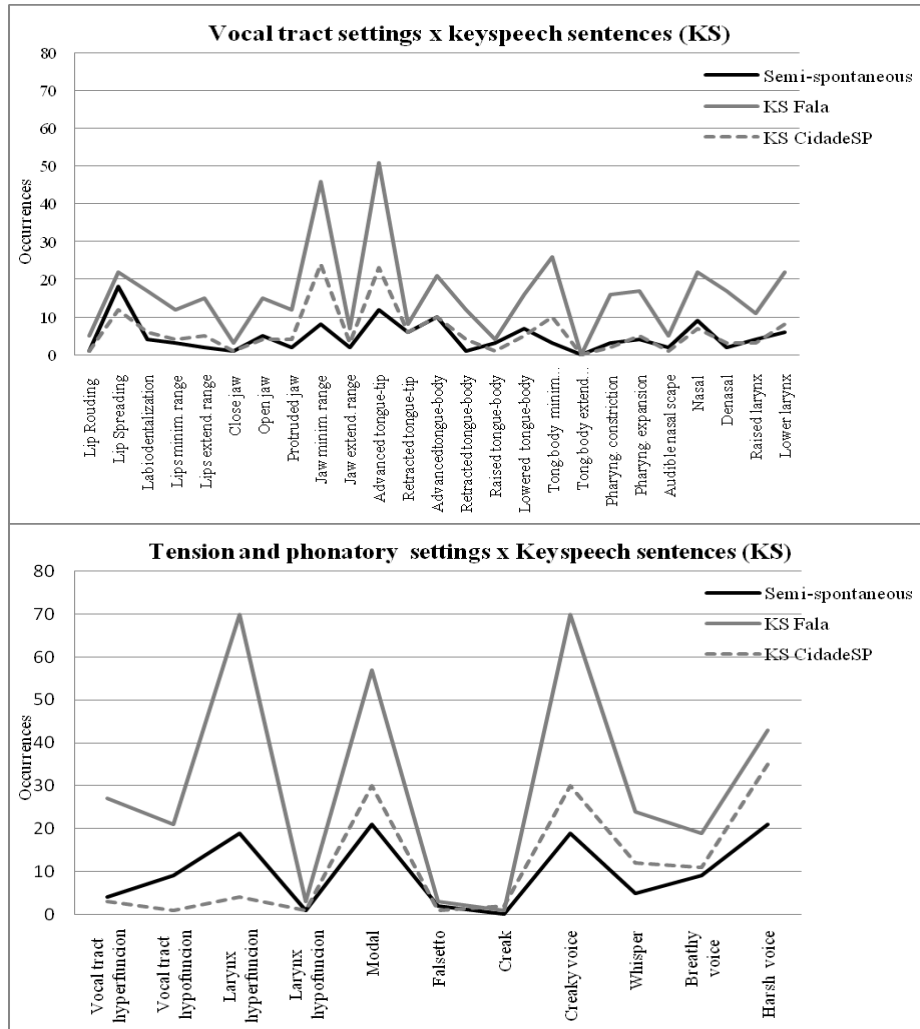 Vocal tract settings x keyspeech sentences (KS)
80
70
60
50
40
30
20
10
0
Occurrences
Semi-spontaneous
KS Fala
KS CidadeSP
Lip Rouding
Lip Spreading
Labiodentalization
Lips minim. range
Lips extend. range
Close jaw
Open jaw
Protruded jaw
Jaw minim. range
Jaw extend. range
Advanced tongue-tip
Retracted tongue-tip
Advancedtongue-body
Retracted tongue-body
Raised tongue-body
Lowered tongue-body
Tong body minim...
Tong body extend...
Pharyng. constriction
Pharyng. expansion
Audible nasal scape
Nasal
Denasal
Raised larynx
Lower larynx
Tension and phonatory settings x Keyspeech sentences (KS)
80
70
60
50
40
30
20
10
0
Occurrences
Semi-spontaneous
KS Fala
KS CidadeSP
Vocal tract
hyperfuncion
Vocal tract
hypofuncion
Larynx
hyperfuncion
Larynx
hypofuncion
Modal
Falsetto
Creak
Creaky voice
Whisper
Breathy
voice
Harsh voice